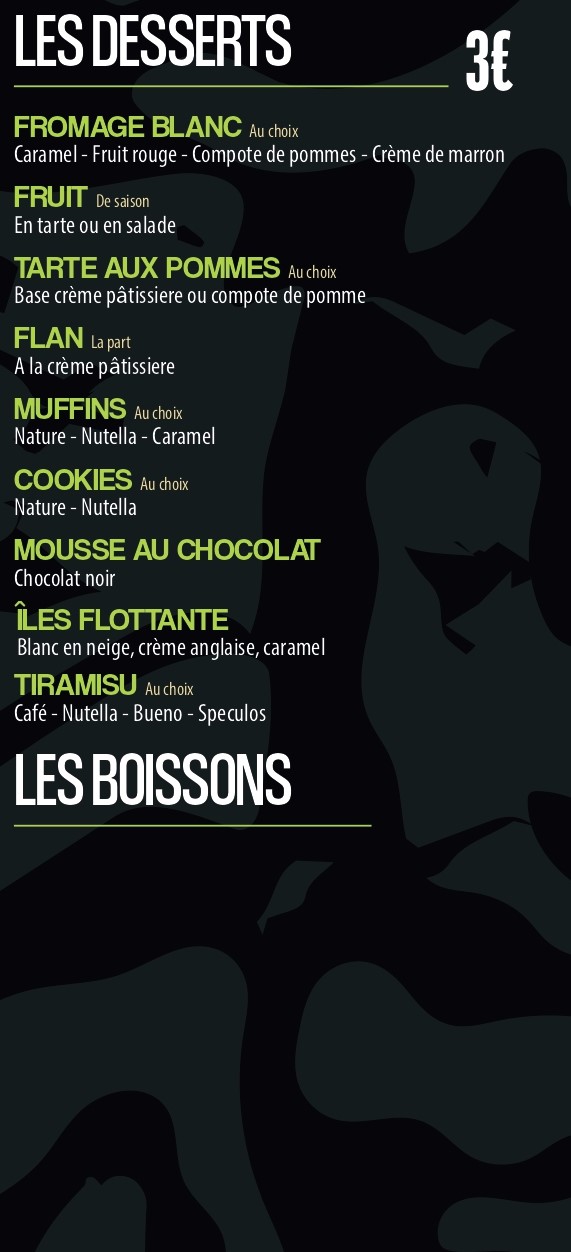 LES DESSERTS 3€
FROMAGE BLANC Au choix
Caramel - Fruit rouge - Compote de pommes - Crème de marron
FRUIT De saison
En tarte ou en salade
TARTE AUX POMMES Au choix
Base crème pâtissiere ou compote de pomme
FLAN La part
A la crème pâtissiere
MUFFINS Au choix
Nature - Nutella - Caramel
COOKIES Au choix
Nature - Nutella
MOUSSE AU CHOCOLAT
Chocolat noir
ÎLES FLOTTANTE
Blanc en neige, crème anglaise, caramel
TIRAMISU Au choix
Café - Nutella - Bueno - Speculos
LES BOISSONS